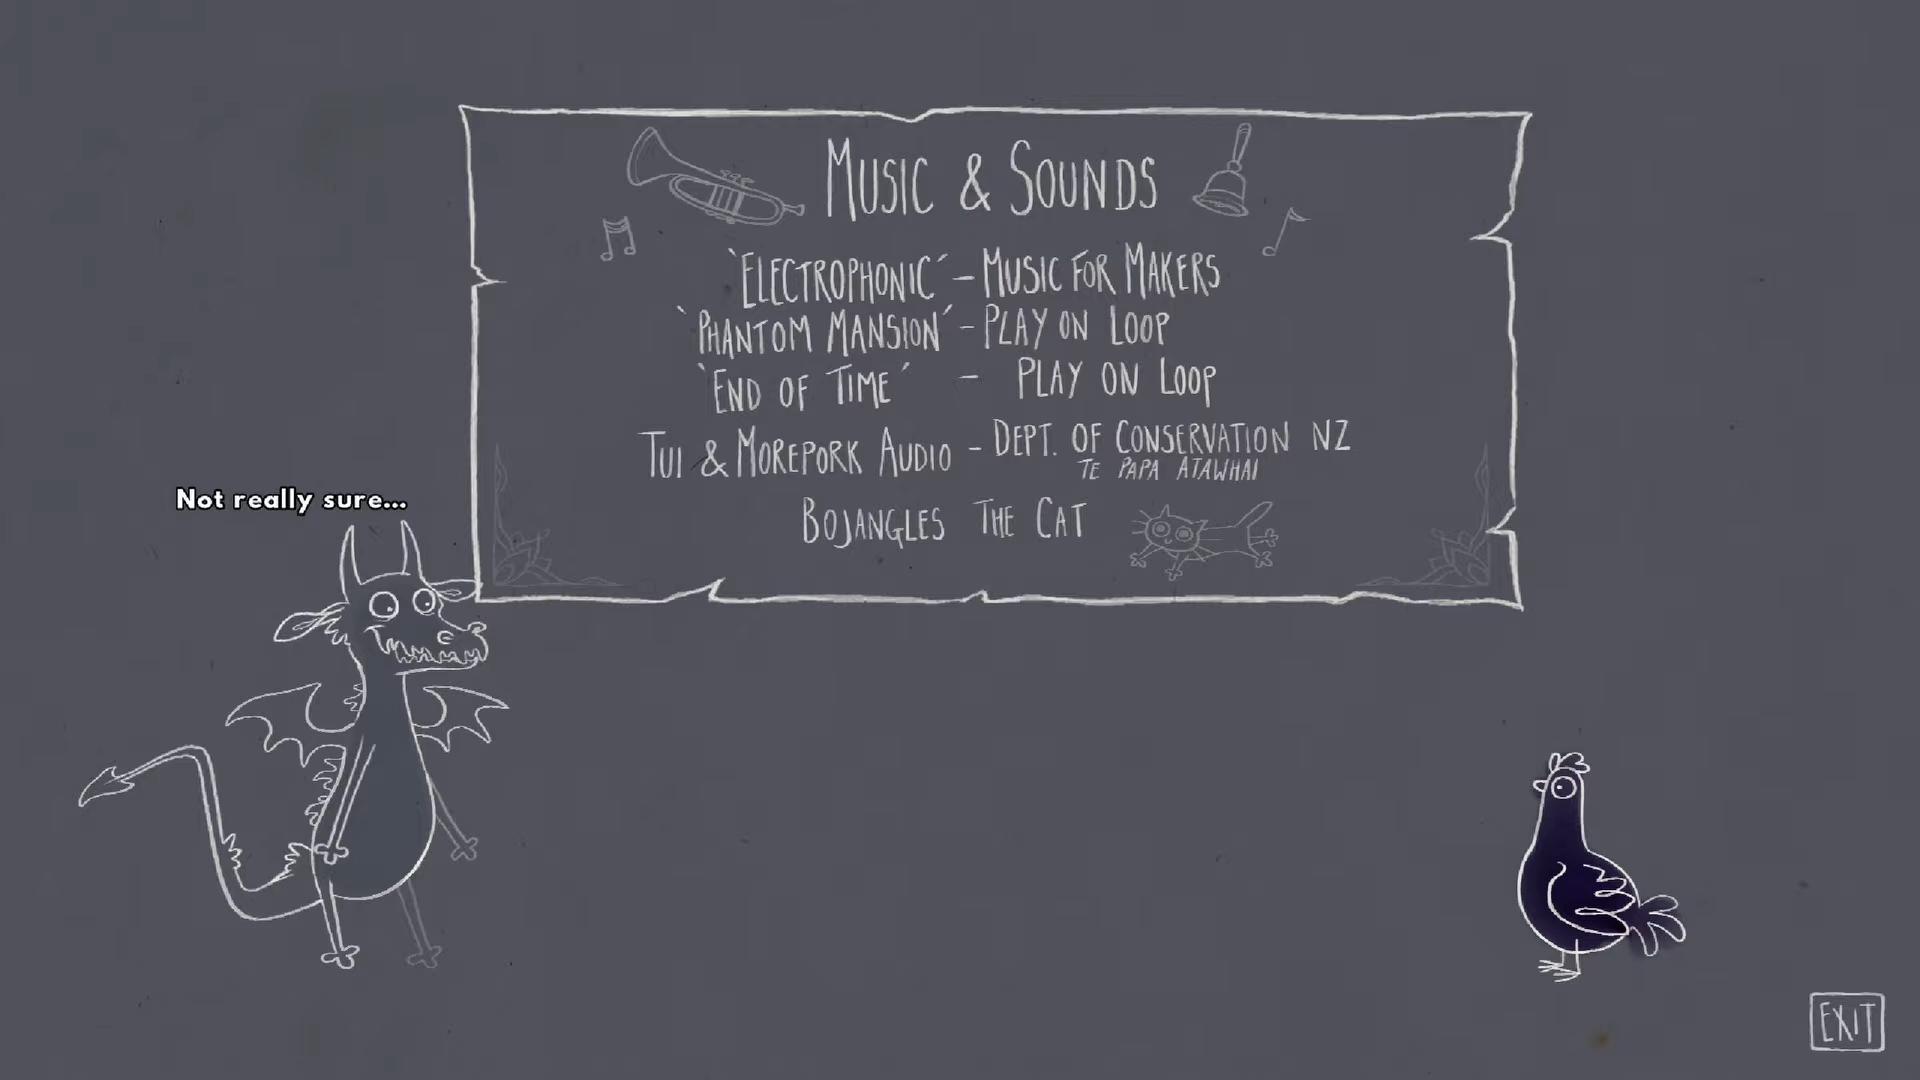 MUSIC & SOUNDS
`ELECTROPHONIC´ – MUSIC FOR MAKERS
`PHANTOM MANSION´ – PLAY ON LOOP
`END OF TIME´ – PLAY ON LOOP
TUI & MOREPORK AUDIO – DEPT. OF CONSERVATION NZ
TE PAPA ATAWHAI
BOJANGLES THE CAT
Not really sure...
EXIT